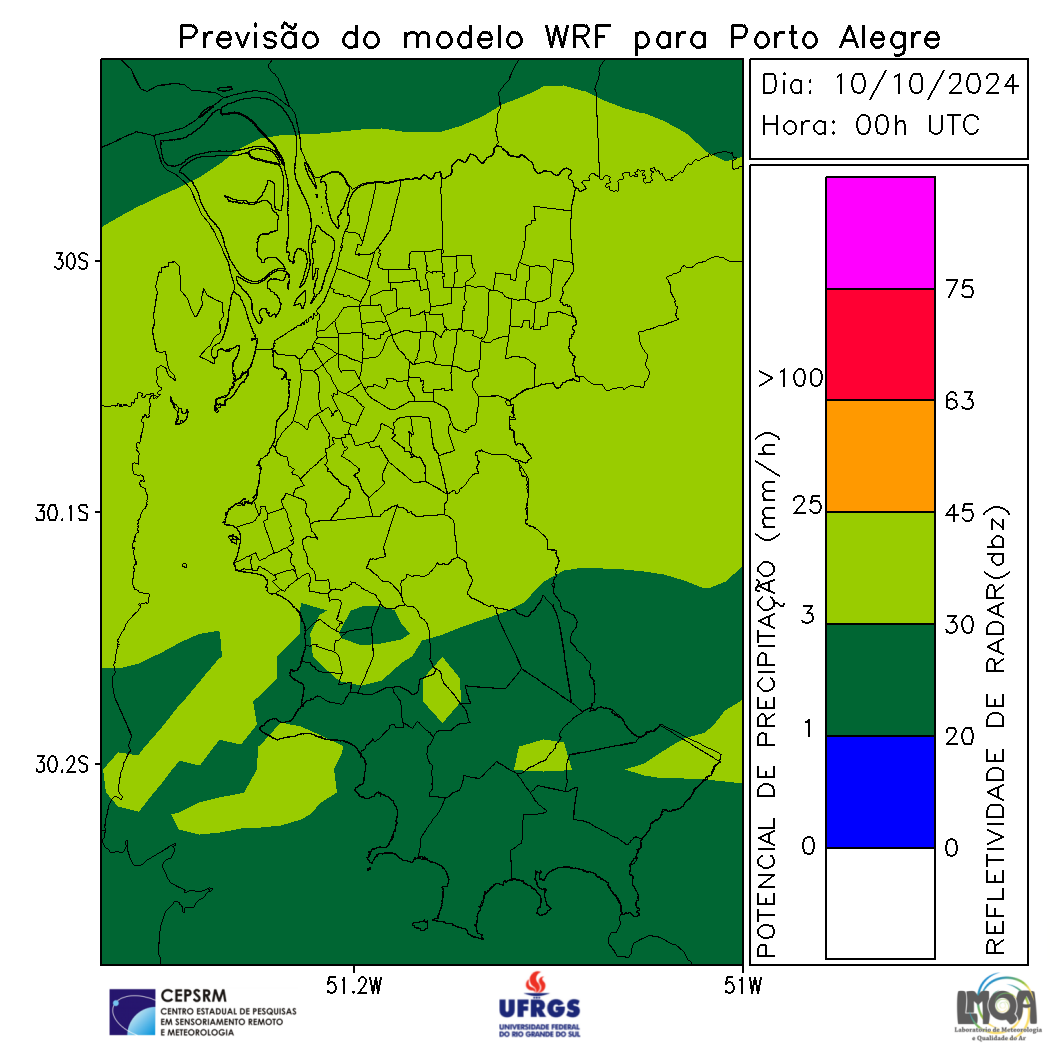 Previsão do modelo WRF para Porto Alegre
Dia: 10/10/2024
Hora: 00h UTC
30S
30.1S
30.2S
51.2W
51W
POTENCIAL DE PRECIPITAÇÃO (mm/h)
>100
25
3
1
0
75
63
45
30
20
0
REFLETIVIDADE DE RADAR(dbz)
CEPSRM
CENTRO ESTADUAL DE PESQUISAS
EM SENSORIAMENTO REMOTO
E METEOROLOGIA
UFRGS
UNIVERSIDADE FEDERAL
DO RIO GRANDE DO SUL
LMQA
Laboratório de Meteorologia
e Qualidade do Ar